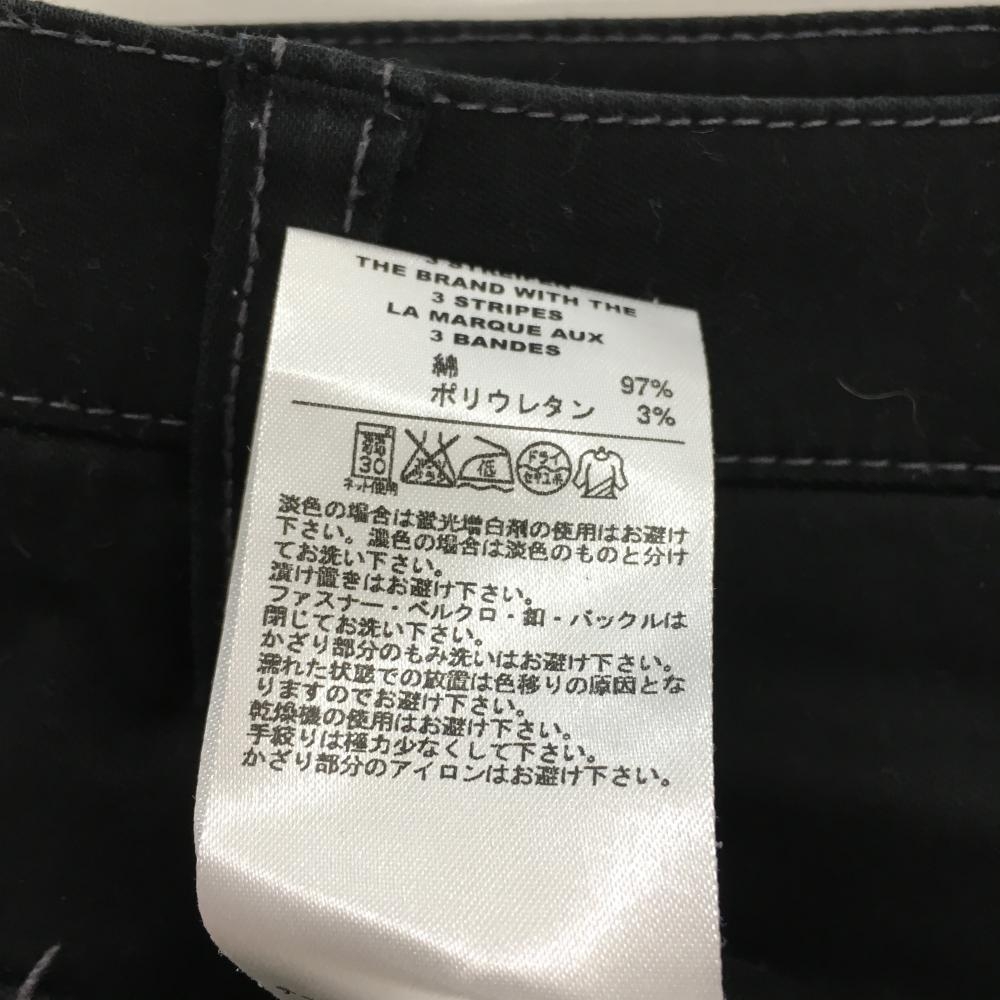 3 STREIFEN
THE BRAND WITH THE
3 STRIPES
LA MARQUE AUX
3 BANDES
綿 97%
ポリウレタン 3%
30
ネット使用
低
ドライ
セキユ系
淡色の場合は蛍光増白剤の使用はお避け
下さい。濃色の場合は淡色のものと分け
てお洗い下さい。
漬け置きはお避け下さい。
ファスナー・ベルクロ・釦・バックルは
閉じてお洗い下さい。
かざり部分のもみ洗いはお避け下さい。
濡れた状態での放置は色移りの原因とな
りますのでお避け下さい。
乾燥機の使用はお避け下さい。
手絞りは極力少なくして下さい。
かざり部分のアイロンはお避け下さい。